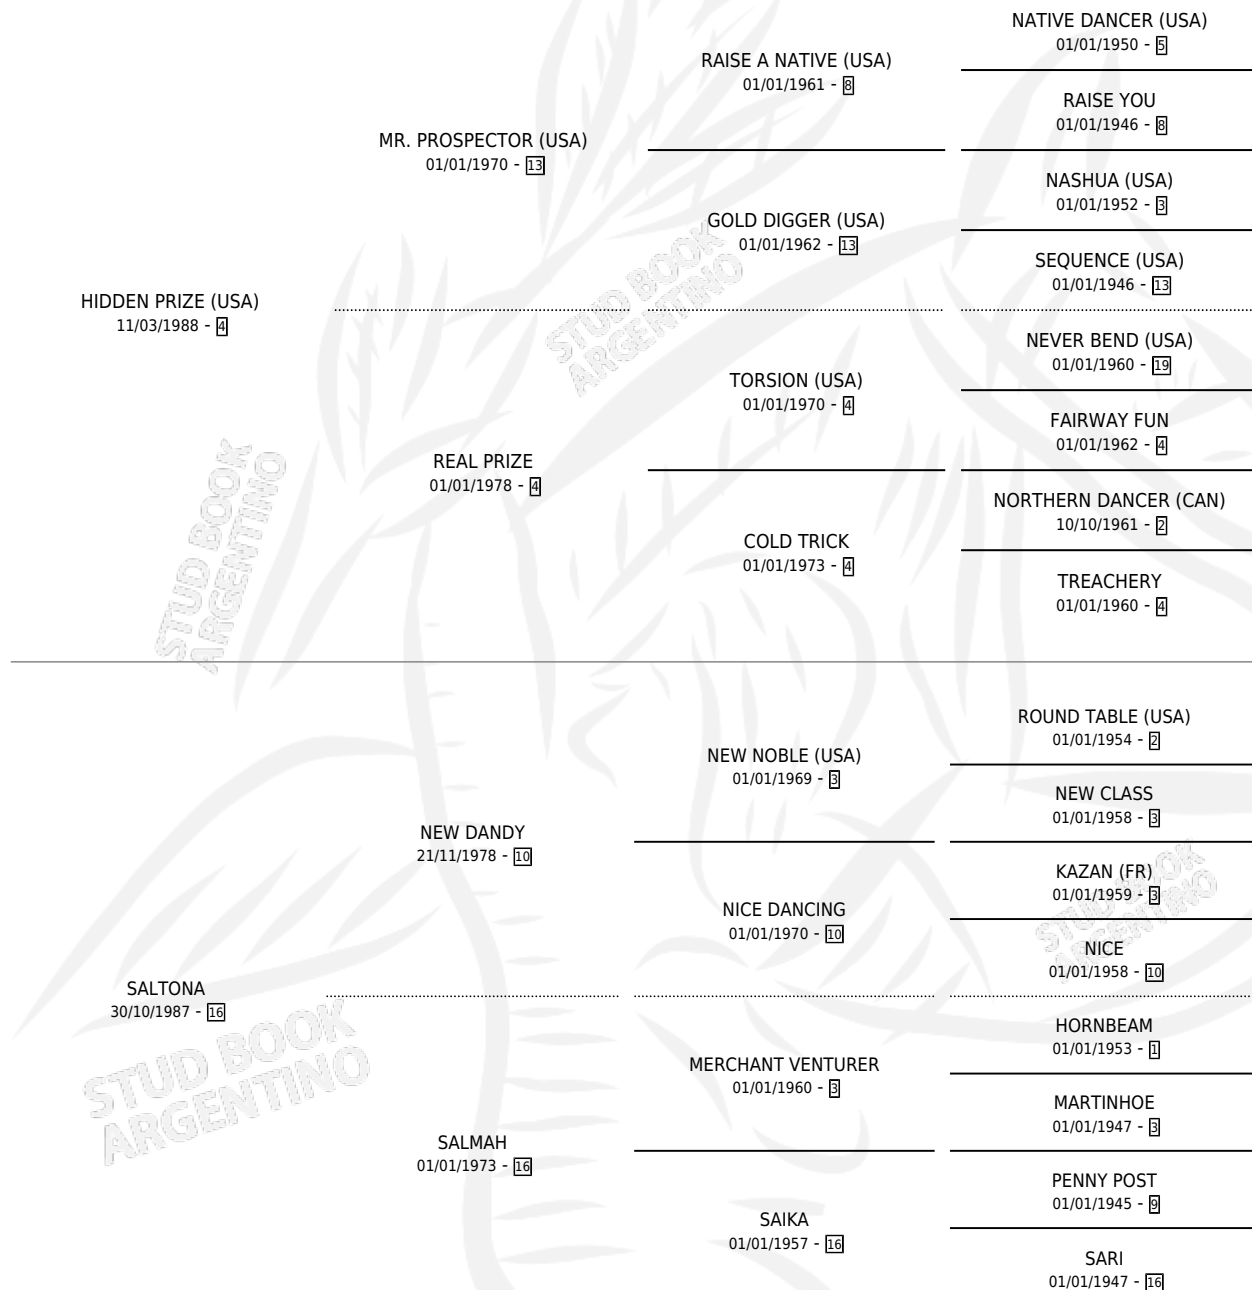 NATIVE DANCER (USA)
01/01/1950 - 5
RAISE A NATIVE (USA)
01/01/1961 - 8
RAISE YOU
01/01/1946 - 8
MR. PROSPECTOR (USA)
01/01/1970 - 13
NASHUA (USA)
01/01/1952 - 3
GOLD DIGGER (USA)
01/01/1962 - 13
SEQUENCE (USA)
01/01/1946 - 13
HIDDEN PRIZE (USA)
11/03/1988 - 4
STUD BOOK
ARGENTINO
NEVER BEND (USA)
01/01/1960 - 19
TORSION (USA)
01/01/1970 - 4
FAIRWAY FUN
01/01/1962 - 4
REAL PRIZE
01/01/1978 - 4
NORTHERN DANCER (CAN)
10/10/1961 - 2
COLD TRICK
01/01/1973 - 4
TREACHERY
01/01/1960 - 4
STUD BOOK
ARGENTINO
ROUND TABLE (USA)
01/01/1954 - 2
NEW NOBLE (USA)
01/01/1969 - 3
NEW CLASS
01/01/1958 - 3
NEW DANDY
21/11/1978 - 10
KAZAN (FR)
01/01/1959 - 3
NICE DANCING
01/01/1970 - 10
NICE
01/01/1958 - 10
STUD BOOK
ARGENTINO
SALTONA
30/10/1987 - 16
HORNBEAM
01/01/1953 - 1
MERCHANT VENTURER
01/01/1960 - 3
MARTINHOE
01/01/1947 - 3
STUD BOOK
ARGENTINO
SALMAH
01/01/1973 - 16
PENNY POST
01/01/1945 - 9
SAIKA
01/01/1957 - 16
SARI
01/01/1947 - 16